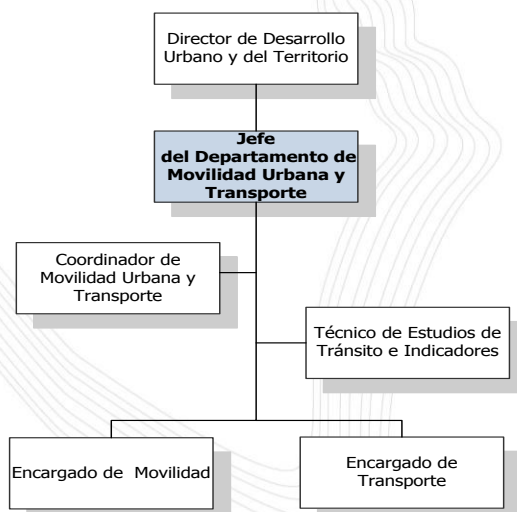 Director de Desarrollo
Urbano y del Territorio
Jefe
del Departamento de
Movilidad Urbana y
Transporte
Coordinador de
Movilidad Urbana y
Transporte
Técnico de Estudios de
Tránsito e Indicadores
Encargado de Movilidad
Encargado de
Transporte